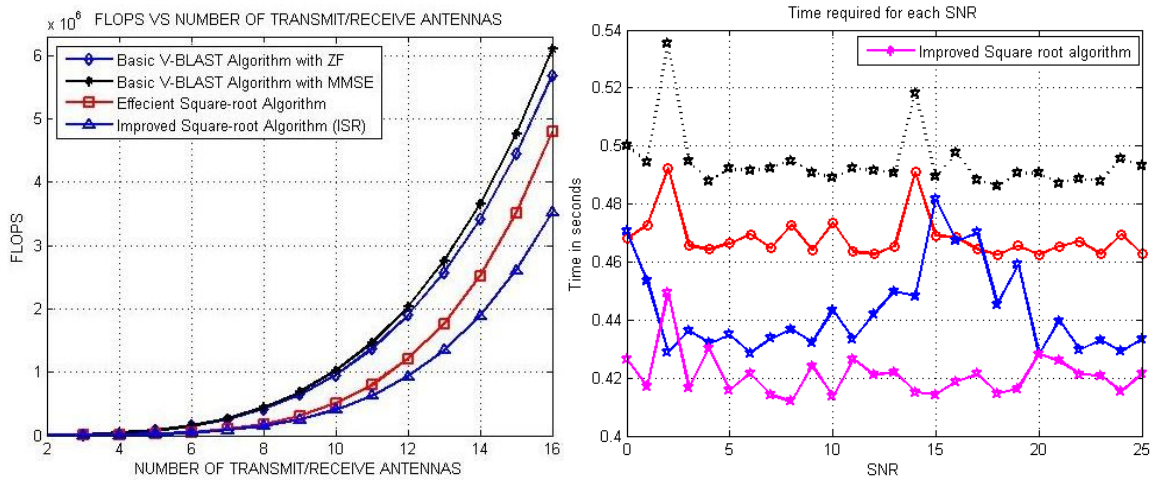 FLOPS VS NUMBER OF TRANSMIT/RECEIVE ANTENNAS
x 10^6
Basic V-BLAST Algorithm with ZF
Basic V-BLAST Algorithm with MMSE
Effecient Square-root Algorithm
Improved Square-root Algorithm (ISR)
6
5
4
3
2
1
0
FLOPS
2 4 6 8 10 12 14 16
NUMBER OF TRANSMIT/RECEIVE ANTENNAS
Time required for each SNR
Improved Square root algorithm
0.54
0.52
0.5
0.48
0.46
0.44
0.42
0.4
Time in seconds
0 5 10 15 20 25
SNR